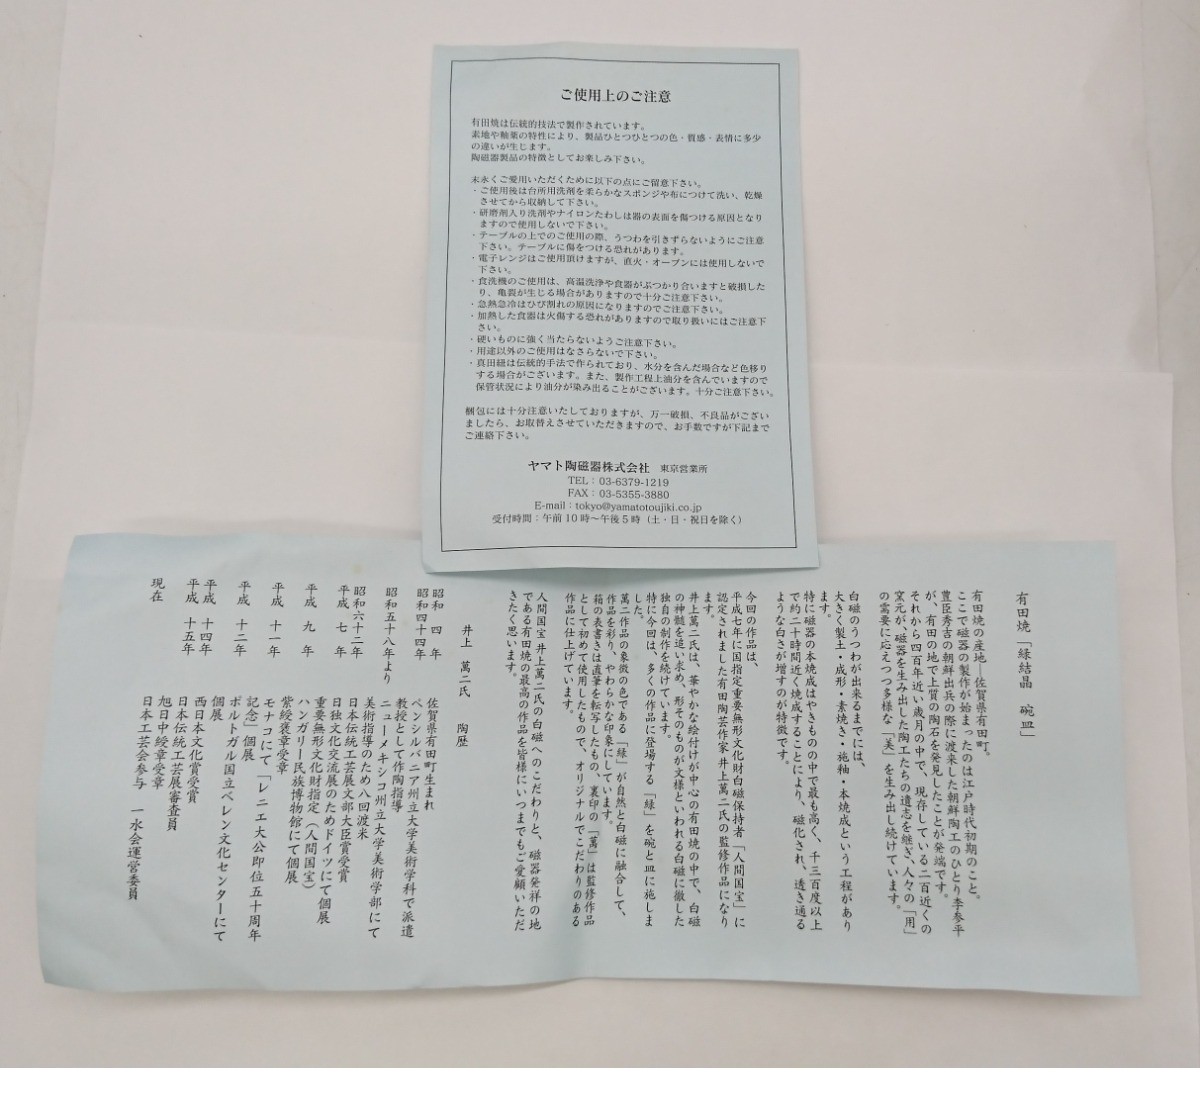 ご使用上のご注意
有田焼は伝統的技法で製作されています。
素地や釉薬の特性により、製品ひとつひとつの色・質感・表情に多少
の違いが生じます。
陶磁器製品の特徴としてお楽しみ下さい。
末永くご愛用いただくために以下の点にご留意下さい。
・ご使用後は台所用洗剤を柔らかなスポンジや布につけて洗い、乾燥
させてから収納して下さい。
・研磨剤入り洗剤やナイロンたわしは器の表面を傷つける原因となり
ますので使用しないで下さい。
・テーブルの上でのご使用の際、うつわを引きずらないようにご注意
下さい。テーブルに傷をつける恐れがあります。
・電子レンジはご使用頂けますが、直火・オーブンには使用しないで
下さい。
・食洗機のご使用は、高温洗浄や食器がぶつかり合いますと破損した
り、亀裂が生じる場合がありますので十分ご注意下さい。
・急熱急冷はひび割れの原因になりますのでご注意下さい。
・加熱した食器は火傷する恐れがありますので取り扱いにはご注意下
さい。
・硬いものに強く当たらないようご注意下さい。
・用途以外のご使用はなさらないで下さい。
・真田紐は伝統的手法で作られており、水分を含んだ場合など色移り
する場合がございます。また、製作工程上油分を含んでいますので
保管状況により油分が染み出ることがございます。十分ご注意下さい。
梱包には十分注意いたしておりますが、万一破損、不良品がござい
ましたら、お取替えさせていただきますので、お手数ですが下記まで
ご連絡下さい。
ヤマト陶磁器株式会社 東京営業所
TEL：03-6379-1219
FAX：03-5355-3880
E-mail：tokyo@yamatotoujiki.co.jp
受付時間：午前10時〜午後5時（土・日・祝日を除く）
有田焼「緑結晶 碗皿」
有田焼の産地―佐賀県有田町。
ここで磁器の製作が始まったのは江戸時代初期のこと。
豊臣秀吉の朝鮮出兵の際に渡来した朝鮮陶工のひとり李参平
が、有田の地で上質の陶石を発見したことが発端です。
それから四百年近い歳月の中で、現存している二百近くの
窯元が、磁器を生み出した陶工たちの遺志を継ぎ、人々の「用」
の需要に応えつつ多様な「美」を生み出し続けています。
白磁のうつわが出来るまでには、
大きく製土・成形・素焼き・施釉・本焼成という工程があり
ます。
特に磁器の本焼成はやきものの中で最も高く、千三百度以上
で約二十時間近く焼成することにより、磁化され、透き通る
ような白さが増すのが特徴です。
今回の作品は、
平成七年に国指定重要無形文化財白磁保持者「人間国宝」に
認定されました有田陶芸作家 井上萬二氏の監修作品になり
ます。
井上萬二氏は、華やかな絵付けが中心の有田焼の中で、白磁
の神髄を追い求め、形そのものが文様といわれる白磁に徹した
独自の制作を続けています。
特に今回は、多くの作品に登場する「緑」を碗と皿に施しま
した。
萬二作品の象徴の色である「緑」が自然と白磁に融合して、
作品を彩り、やわらかな印象にしています。
箱の表書きは直筆を転写したもの、裏印の「萬」は監修作品
として初めて使用したもので、オリジナルでこだわりのある
作品に仕上げています。
人間国宝 井上萬二氏の白磁へのこだわりと、磁器発祥の地
である有田焼の最高の作品を皆様にいつまでもご愛顧いただ
きたく思います。
井上 萬二氏 陶歴
昭和 四 年 佐賀県有田町生まれ
昭和四十四年 ペンシルバニア州立大学美術学科で派遣
教授として作陶指導
昭和五十八年より ニューメキシコ州立大学美術学部にて
美術指導のため八回渡米
昭和六十二年 日本伝統工芸展文部大臣賞受賞
平成 七 年 日独文化交流展のためドイツにて個展
重要無形文化財指定（人間国宝）
平成 九 年 ハンガリー民族博物館にて個展
紫綬褒章受章
平成 十一年 モナコにて「レニエ大公即位五十周年
記念」個展
平成 十二年 ポルトガル国立ベレン文化センターにて
個展
平成 十四年 西日本文化賞受賞
平成 十五年 日本伝統工芸展審査員
旭日中綬章受章
現在 日本工芸会参与 一水会運営委員